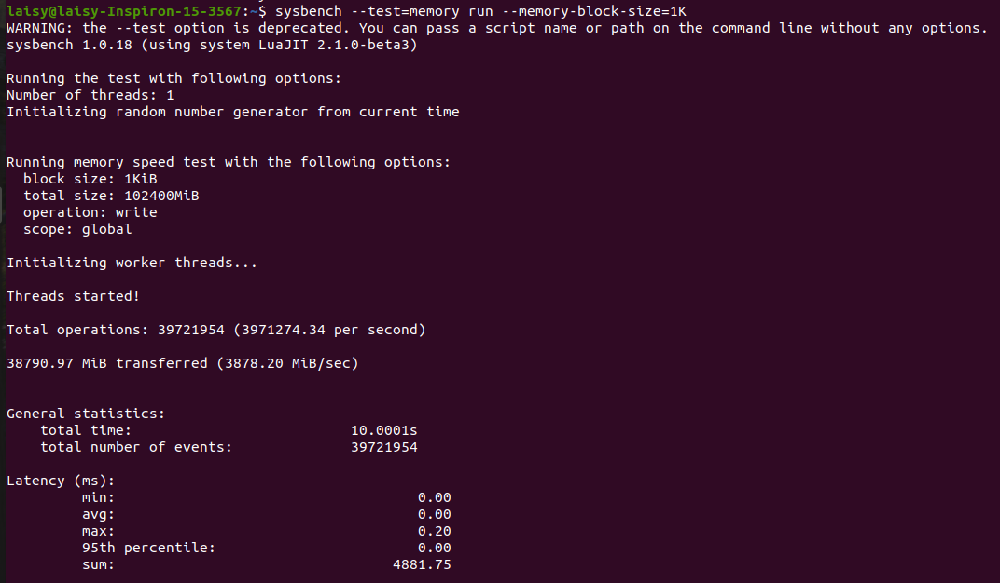 laisy@laisy-Inspiron-15-3567:~$ sysbench --test=memory run --memory-block-size=1K
WARNING: the --test option is deprecated. You can pass a script name or path on the command line without any options.
sysbench 1.0.18 (using system LuaJIT 2.1.0-beta3)

Running the test with following options:
Number of threads: 1
Initializing random number generator from current time


Running memory speed test with the following options:
  block size: 1KiB
  total size: 102400MiB
  operation: write
  scope: global

Initializing worker threads...

Threads started!

Total operations: 39721954 (3971274.34 per second)

38790.97 MiB transferred (3878.20 MiB/sec)


General statistics:
    total time:                          10.0001s
    total number of events:              39721954

Latency (ms):
         min:                                    0.00
         avg:                                    0.00
         max:                                    0.20
         95th percentile:                        0.00
         sum:                                 4881.75